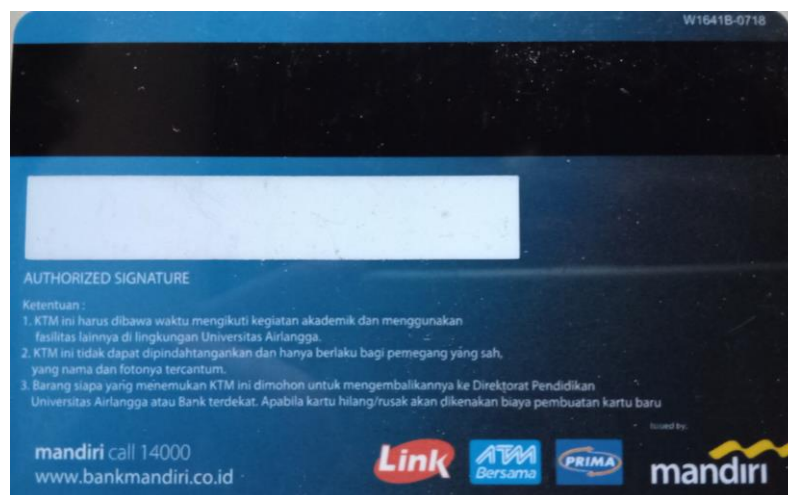 W1641B-0718
AUTHORIZED SIGNATURE
Ketentuan :
1. KTM ini harus dibawa waktu mengikuti kegiatan akademik dan menggunakan
fasilitas lainnya di lingkungan Universitas Airlangga.
2. KTM ini tidak dapat dipindahtangankan dan hanya berlaku bagi pemegang yang sah,
yang nama dan fotonya tercantum.
3. Barang siapa yang menemukan KTM ini dimohon untuk mengembalikannya ke Direktorat Pendidikan
Universitas Airlangga atau Bank terdekat. Apabila kartu hilang/rusak akan dikenakan biaya pembuatan kartu baru
Issued by:
mandiri call 14000
www.bankmandiri.co.id
Link
ATM
Bersama
PRIMA
mandiri